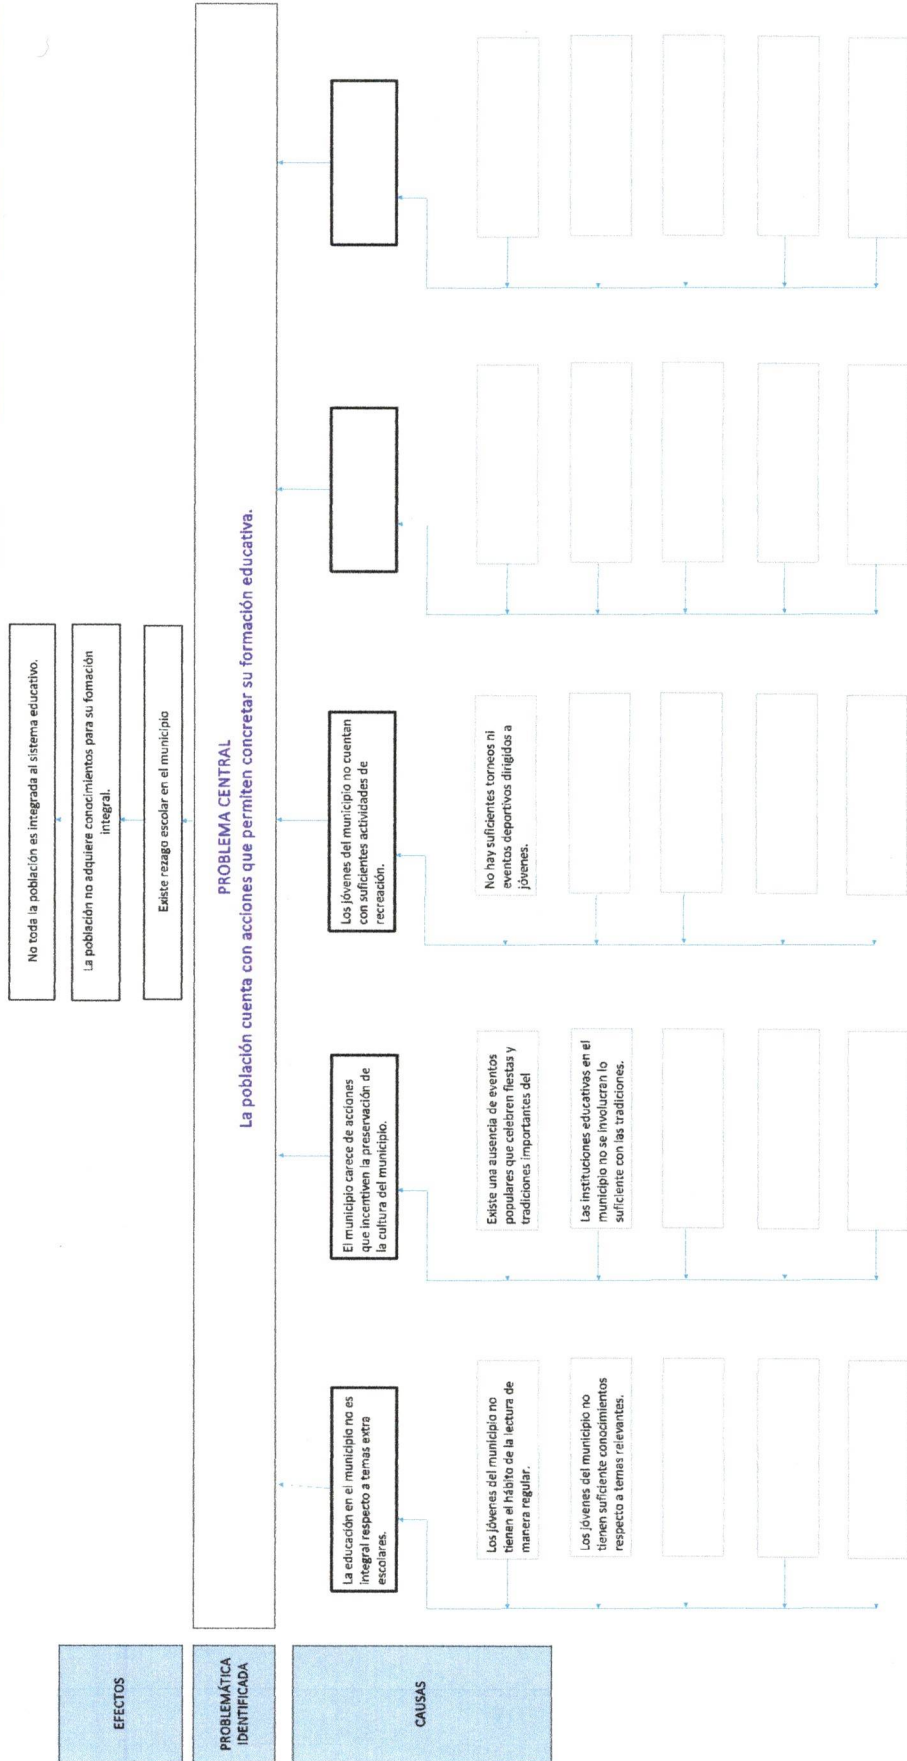 EFECTOS
No toda la población es integrada al sistema educativo.
La población no adquiere conocimientos para su fomación
integral.
Existe rezago escolar en el municipio
PROBLEMÁTICA
IDENTIFICADA
PROBLEMA CENTRAL
La población cuenta con acciones que permiten concretar su formación educativa.
CAUSAS
La educación en el municipio no es
integral respecto a temas extra
escolares.
El municipio carece de acciones
que incentiven la preservación de
la cultura del municipio.
Los jóvenes del municipio no cuentan
con suficientes actividades de
recreación.
Los jóvenes del municipio no
tienen el hábito de la lectura de
manera regular.
Existe una ausencia de eventos
populares que celebren fiestas y
tradiciones importantes del
No hay suficientes torneos ni
eventos deportivos dirigidos a
jóvenes.
Los jóvenes del municipio no
tienen suficiente conocimientos
respecto a temas relevantes.
Las instituciones educativas en el
municipio no se involucran lo
suficiente con las tradiciones.